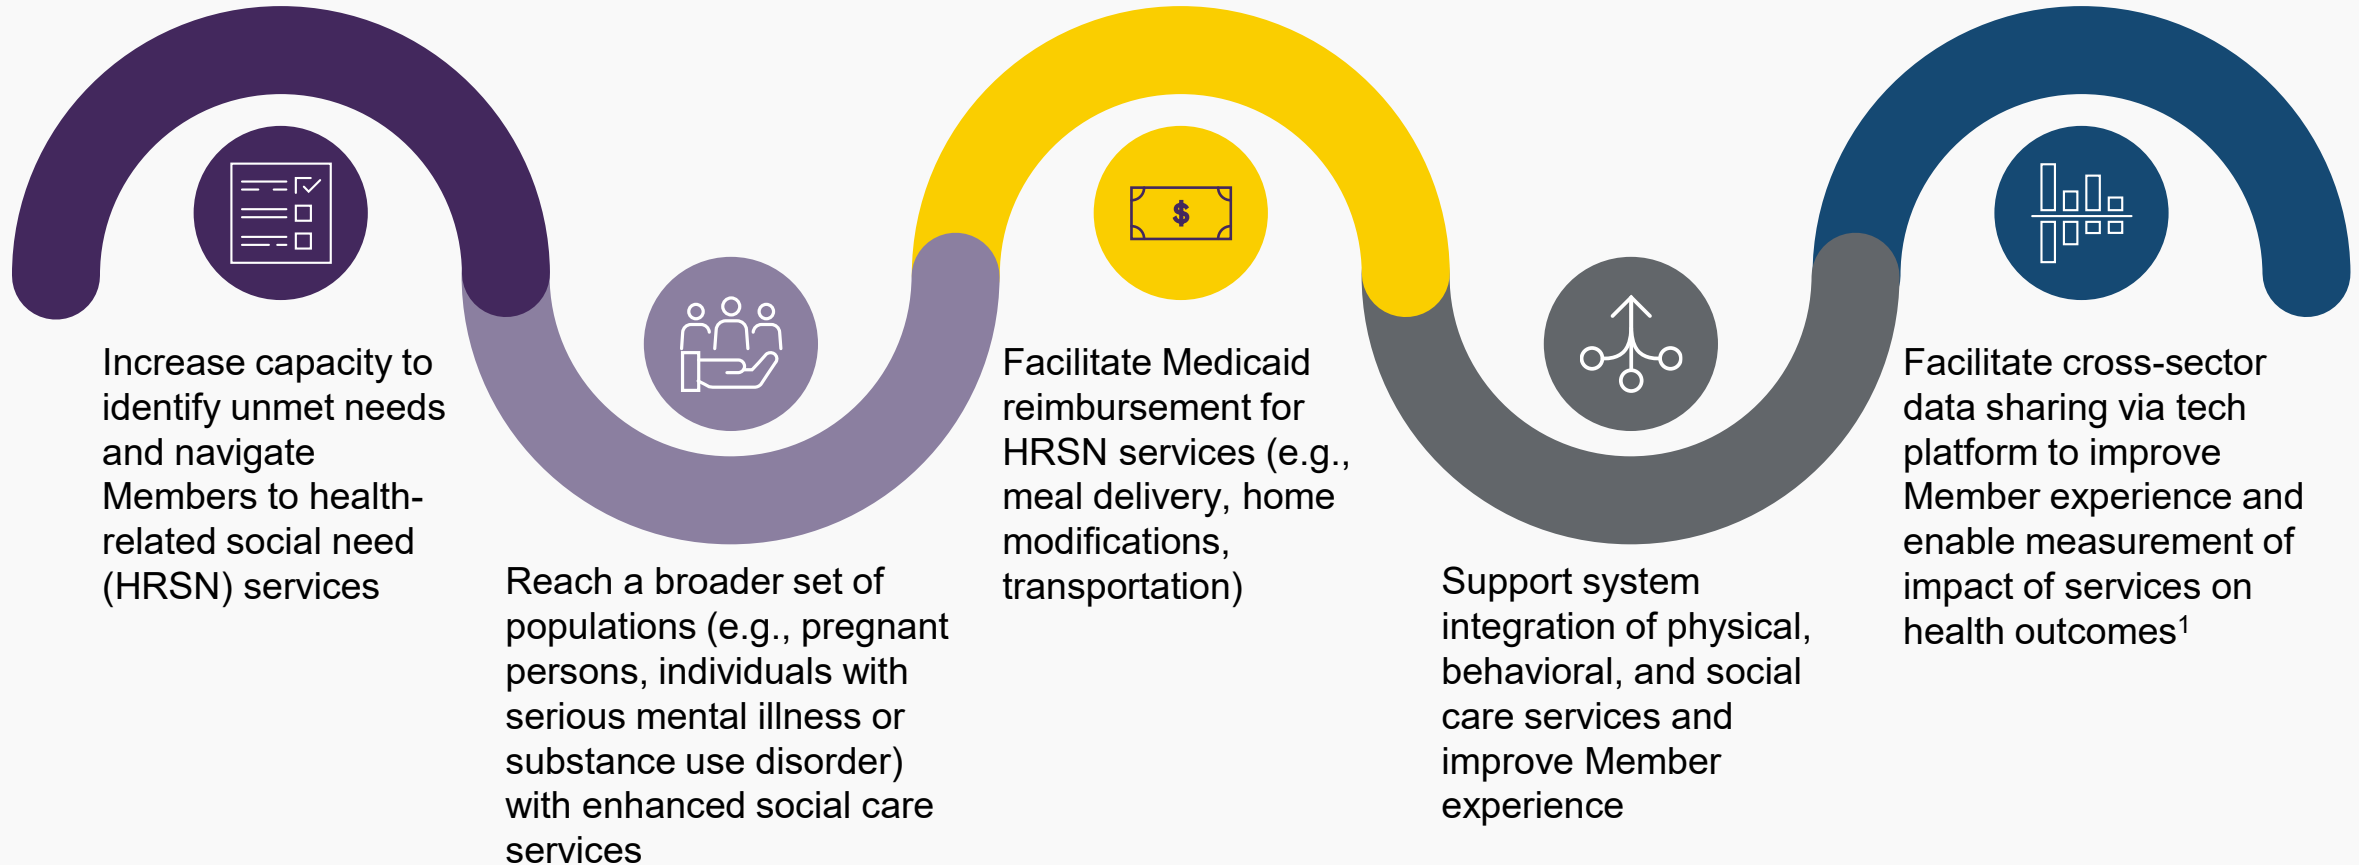 Increase capacity to
identify unmet needs
and navigate
Members to health-
related social need
(HRSN) services
Reach a broader set of
populations (e.g., pregnant
persons, individuals with
serious mental illness or
substance use disorder)
with enhanced social care
services
$
Facilitate Medicaid
reimbursement for
HRSN services (e.g.,
meal delivery, home
modifications,
transportation)
Support system
integration of physical,
behavioral, and social
care services and
improve Member
experience
Facilitate cross-sector
data sharing via tech
platform to improve
Member experience and
enable measurement of
impact of services on
health outcomes¹